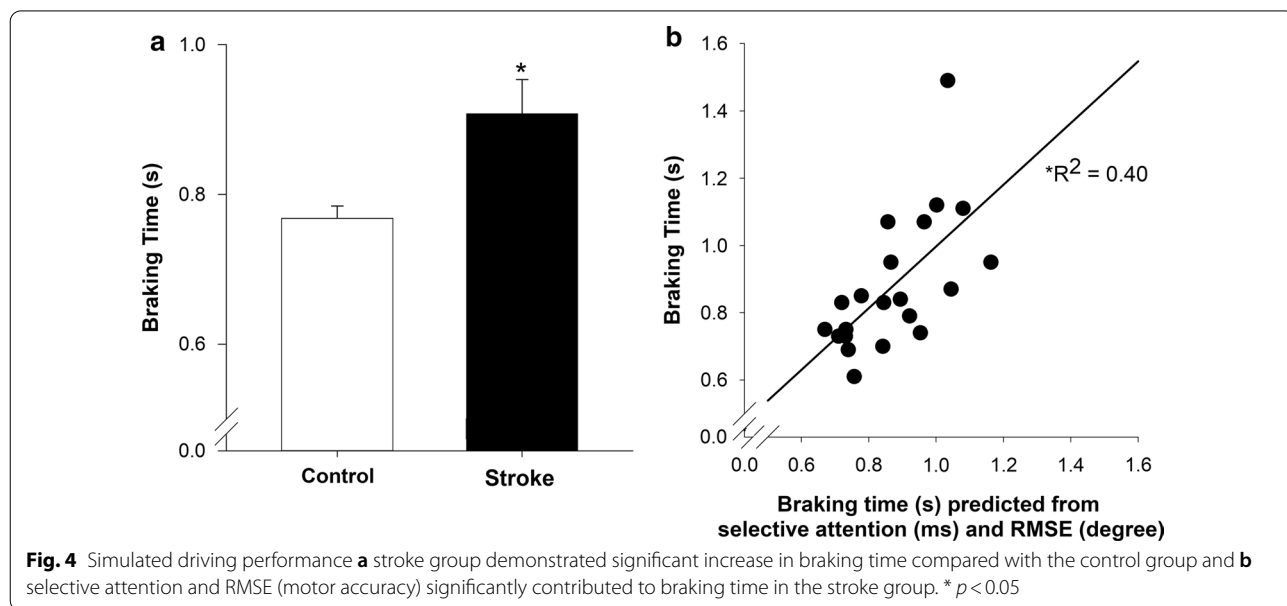 a
1.0
0.8
0.6
0.0
Braking Time (s)
*
Control
Stroke
b
1.6
1.4
1.2
1.0
0.8
0.6
0.0
Braking Time (s)
*R² = 0.40
0.0 0.6 0.8 1.0 1.2 1.4 1.6
Braking time (s) predicted from
selective attention (ms) and RMSE (degree)
Fig. 4 Simulated driving performance a stroke group demonstrated significant increase in braking time compared with the control group and b
selective attention and RMSE (motor accuracy) significantly contributed to braking time in the stroke group. * p < 0.05